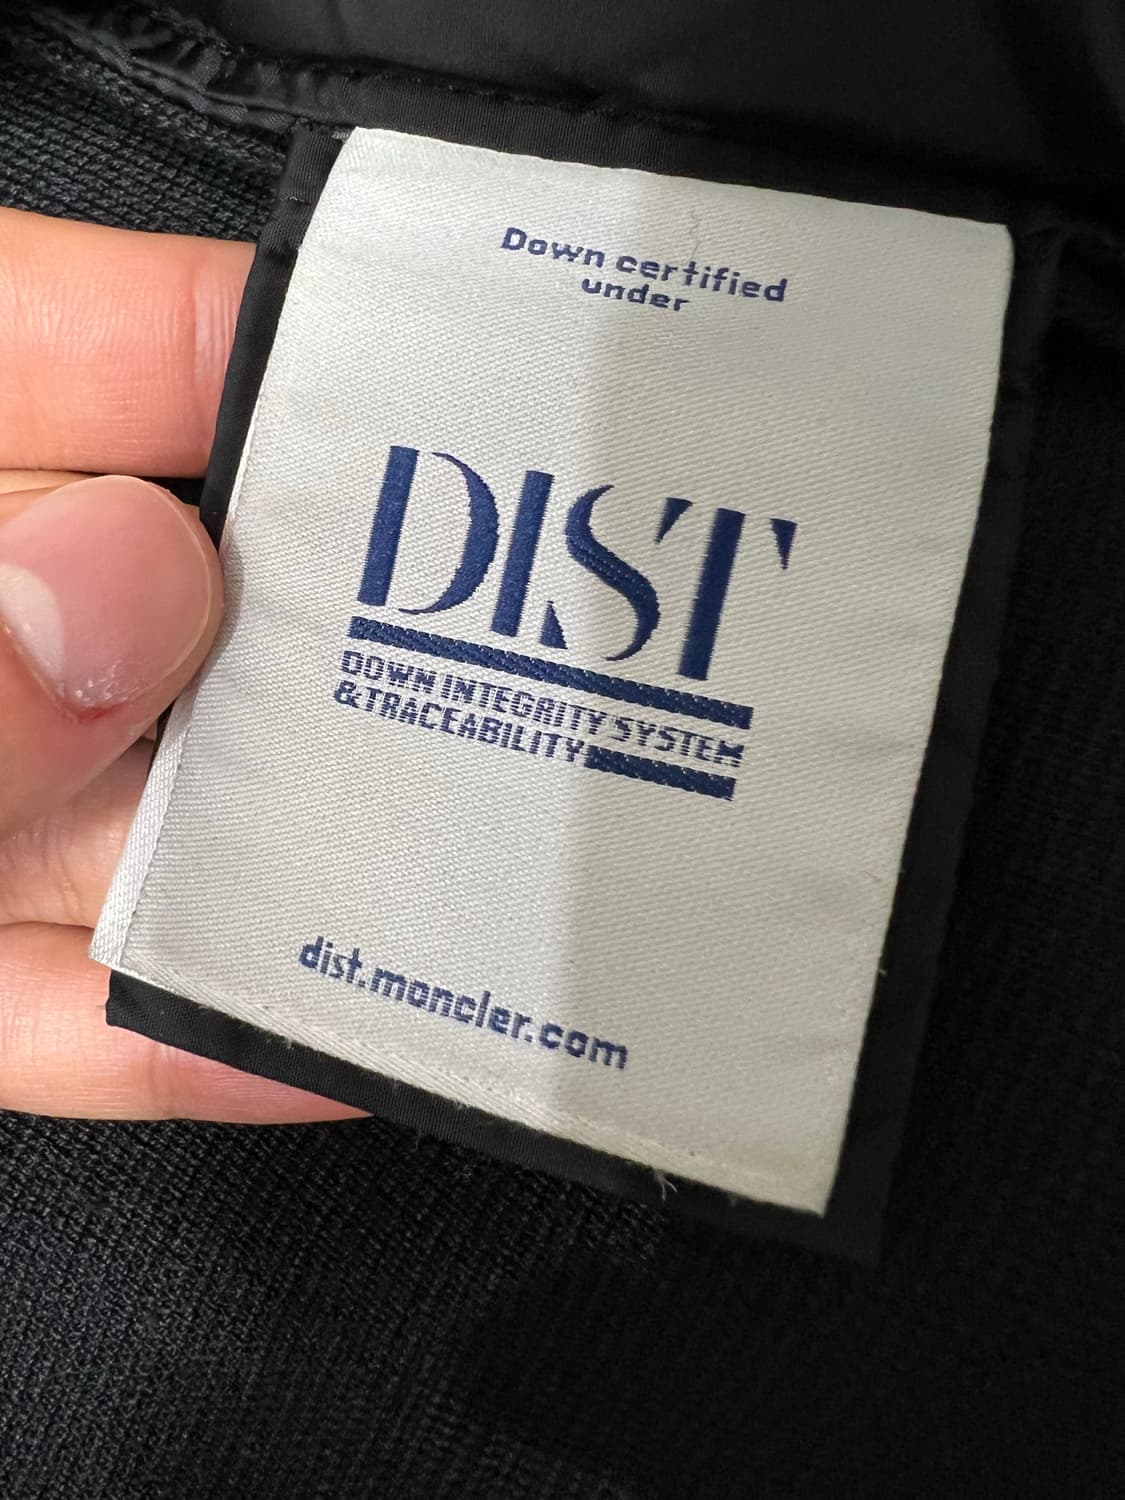 Down certified
under
DIST
DOWN INTEGRITY SYSTEM
&TRACEABILITY
dist.moncler.com